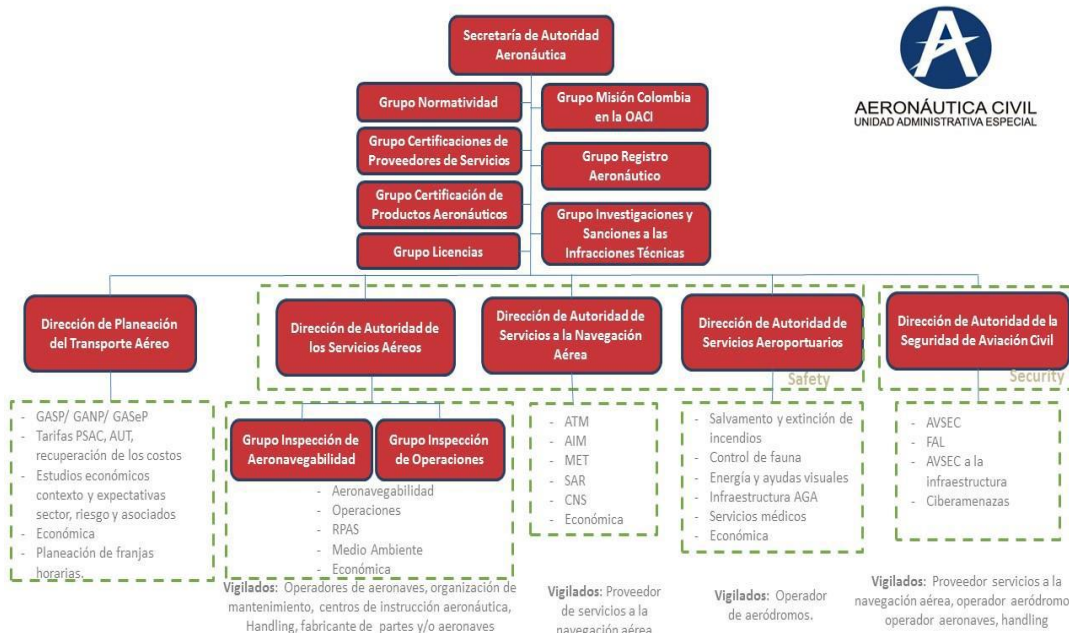 Secretaría de Autoridad
Aeronáutica
AERONÁUTICA CIVIL
UNIDAD ADMINISTRATIVA ESPECIAL
Grupo Normatividad
Grupo Misión Colombia
en la OACI
Grupo Certificaciones de
Proveedores de Servicios
Grupo Registro
Aeronáutico
Grupo Certificación de
Productos Aeronáuticos
Grupo Investigaciones y
Sanciones a las
Infracciones Técnicas
Grupo Licencias
Dirección de Planeación
del Transporte Aéreo
Dirección de Autoridad de
los Servicios Aéreos
Dirección de Autoridad de
Servicios a la Navegación
Aérea
Dirección de Autoridad de
Servicios Aeroportuarios
Dirección de Autoridad de la
Seguridad de Aviación Civil
Safety
Security
- GASP/ GANP/ GASeP
- Tarifas PSAC, AUT,
recuperación de los costos
- Estudios económicos
contexto y expectativas
sector, riesgo y asociados
- Económica
- Planeación de franjas
horarias.
Grupo Inspección de
Aeronavegabilidad
Grupo Inspección
de Operaciones
- Aeronavegabilidad
- Operaciones
- RPAS
- Medio Ambiente
- Económica
- ATM
- AIM
- MET
- SAR
- CNS
- Económica
- Salvamento y extinción de
incendios
- Control de fauna
- Energía y ayudas visuales
- Infraestructura AGA
- Servicios médicos
- Económica
- AVSEC
- FAL
- AVSEC a la
infraestructura
- Ciberamenazas
Vigilados: Operadores de aeronaves, organización de
mantenimiento, centros de instrucción aeronáutica,
Handling, fabricante de partes y/o aeronaves
Vigilados: Proveedor
de servicios a la
navegación aérea
Vigilados: Operador
de aeródromos.
Vigilados: Proveedor servicios a la
navegación aérea, operador aeródromo
operador aeronaves, handling